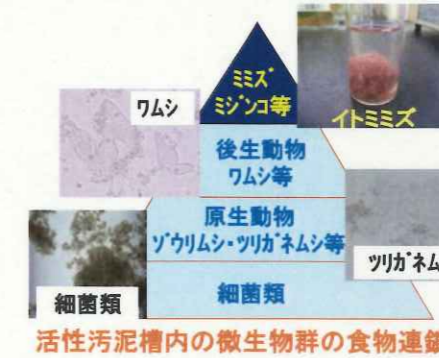 ミミズ
ミジンコ等
イトミミズ
ワムシ
後生動物
ワムシ等
原生動物
ゾウリムシ・ツリガネムシ等
ツリガネム
細菌類
細菌類
活性汚泥槽内の微生物群の食物連鎖